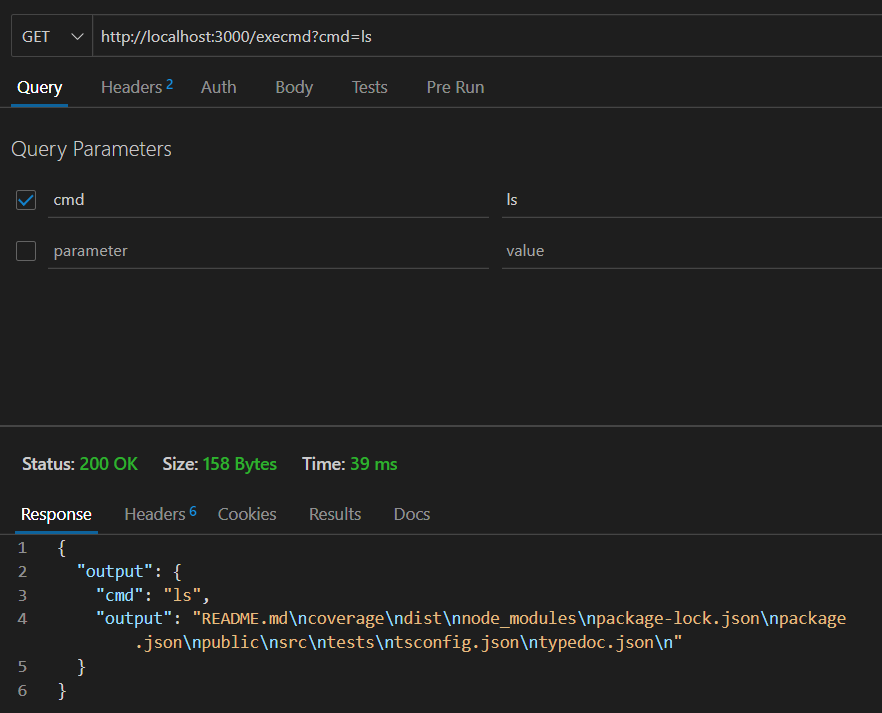 GET http://localhost:3000/execmd?cmd=ls
Query Headers 2 Auth Body Tests Pre Run
Query Parameters
cmd ls
parameter value
Status: 200 OK Size: 158 Bytes Time: 39 ms
Response Headers 6 Cookies Results Docs
1 {
2 "output": {
3 "cmd": "ls",
4 "output": "README.md\ncoverage\ndist\nnode_modules\npackage-lock.json\npackage
.json\npublic\nsrc\ntests\ntsconfig.json\ntypedoc.json\n"
5 }
6 }